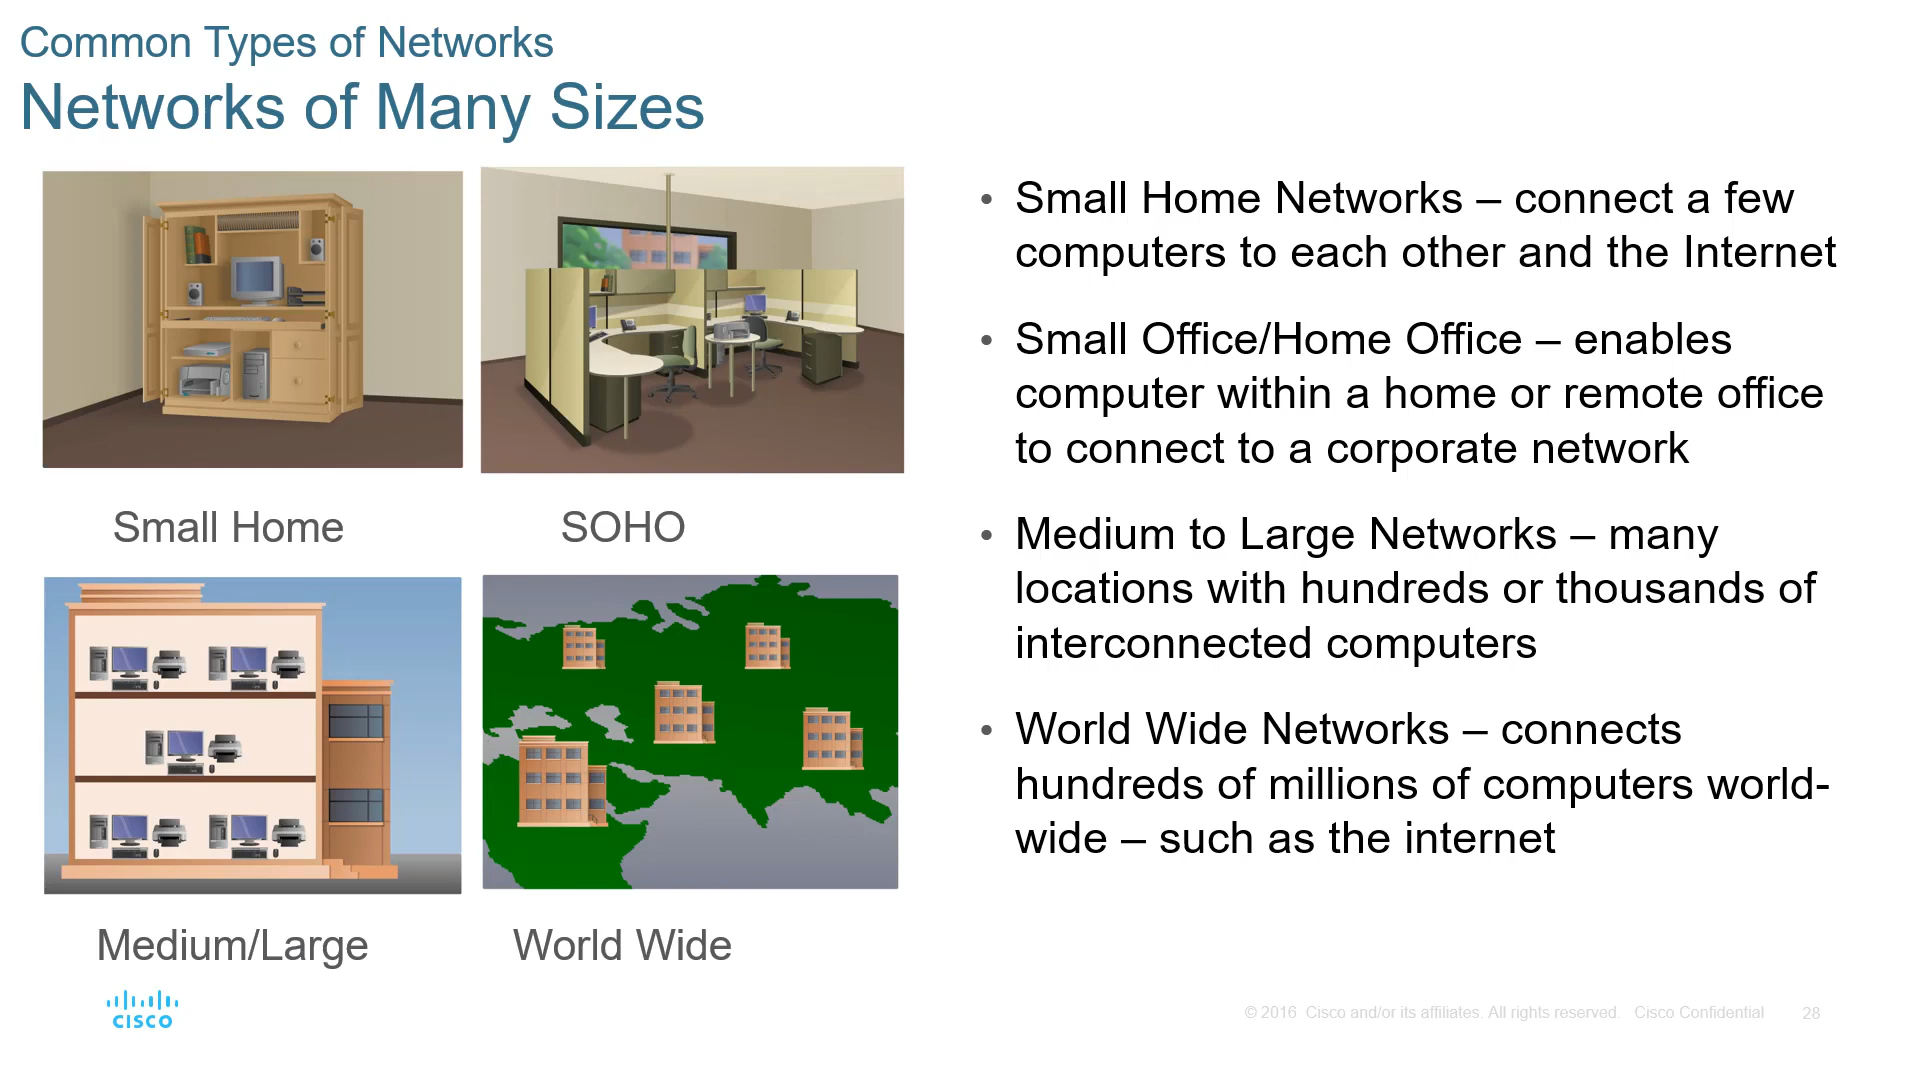 Common Types of Networks
Networks of Many Sizes
Small Home
SOHO
Medium/Large
World Wide
• Small Home Networks – connect a few
computers to each other and the Internet
• Small Office/Home Office – enables
computer within a home or remote office
to connect to a corporate network
• Medium to Large Networks – many
locations with hundreds or thousands of
interconnected computers
• World Wide Networks – connects
hundreds of millions of computers world-
wide – such as the internet
CISCO
© 2016 Cisco and/or its affiliates. All rights reserved. Cisco Confidential 28